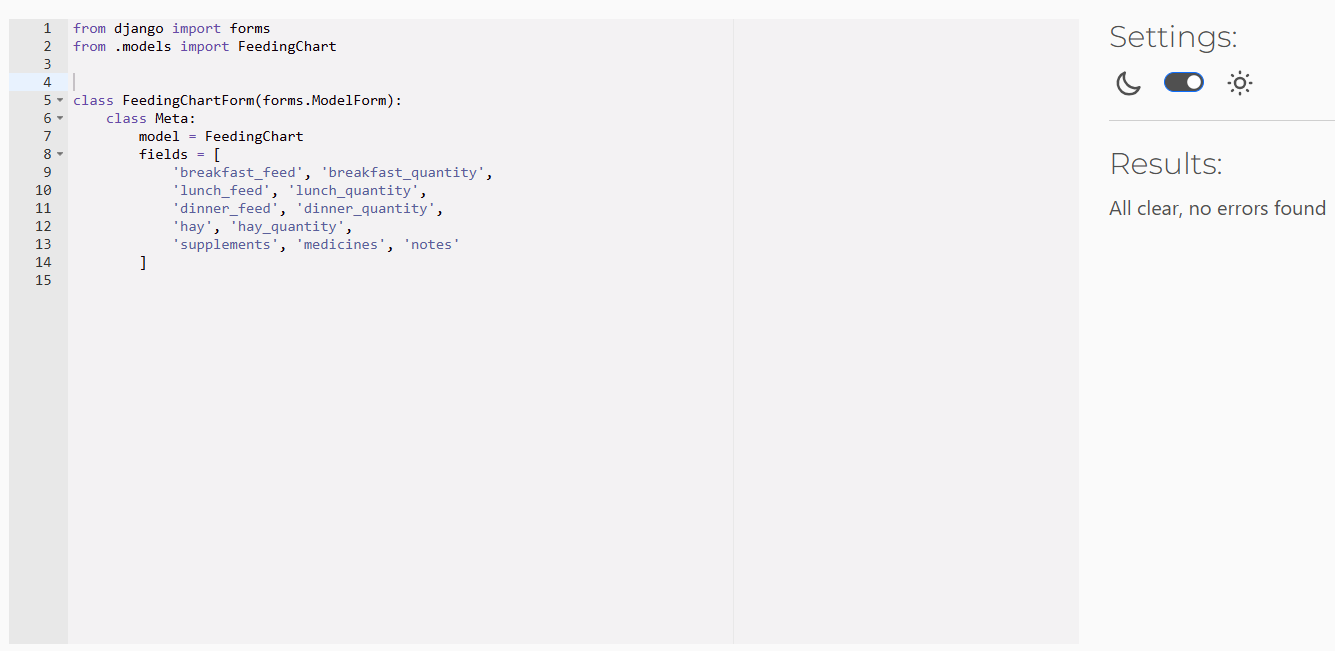 1 from django import forms
2 from .models import FeedingChart
3
4
5 class FeedingChartForm(forms.ModelForm):
6     class Meta:
7         model = FeedingChart
8         fields = [
9             'breakfast_feed', 'breakfast_quantity',
10             'lunch_feed', 'lunch_quantity',
11             'dinner_feed', 'dinner_quantity',
12             'hay', 'hay_quantity',
13             'supplements', 'medicines', 'notes'
14         ]
15
Settings:
Results:
All clear, no errors found